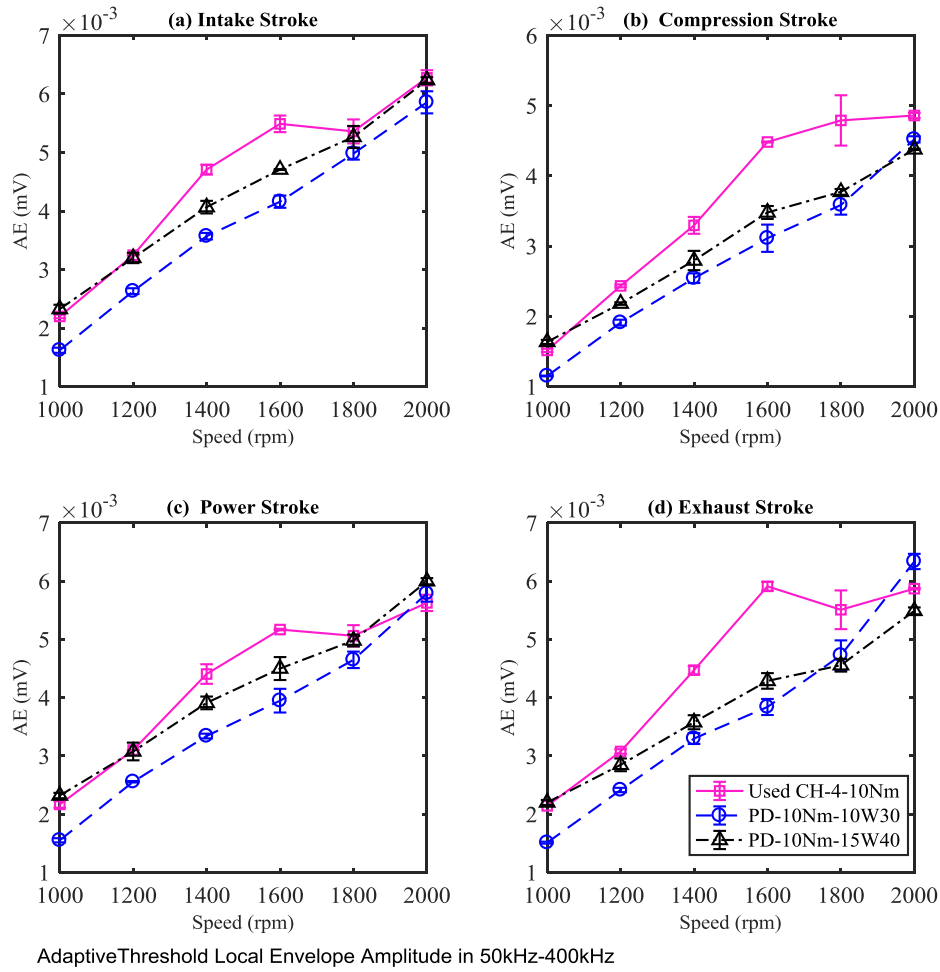 (a) Intake Stroke
×10⁻³
7
6
5
4
3
2
1
AE (mV)
1000 1200 1400 1600 1800 2000
Speed (rpm)
(b) Compression Stroke
×10⁻³
6
5
4
3
2
1
AE (mV)
1000 1200 1400 1600 1800 2000
Speed (rpm)
(c) Power Stroke
×10⁻³
7
6
5
4
3
2
1
AE (mV)
1000 1200 1400 1600 1800 2000
Speed (rpm)
(d) Exhaust Stroke
×10⁻³
7
6
5
4
3
2
1
AE (mV)
Used CH-4-10Nm
PD-10Nm-10W30
PD-10Nm-15W40
1000 1200 1400 1600 1800 2000
Speed (rpm)
AdaptiveThreshold Local Envelope Amplitude in 50kHz-400kHz